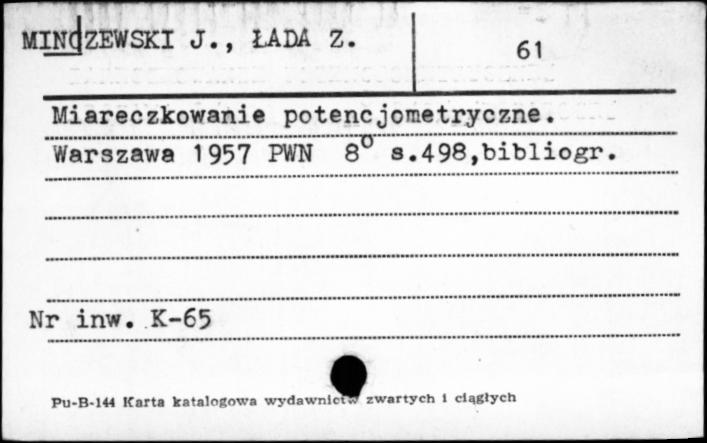 MINCZEWSKI J., ŁADA Z.
61
Miareczkowanie potencjometryczne.
Warszawa 1957 PWN 8° s.498,bibliogr.
Nr inw. K-65
Pu-B-144 Karta katalogowa wydawnictw zwartych i ciągłych